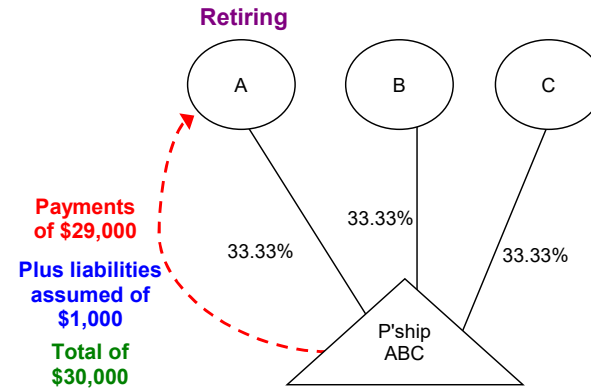 Retiring
A
B
C
Payments
of $29,000
Plus liabilities
assumed of
$1,000
Total of
$30,000
33.33%
33.33%
33.33%
P'ship
ABC